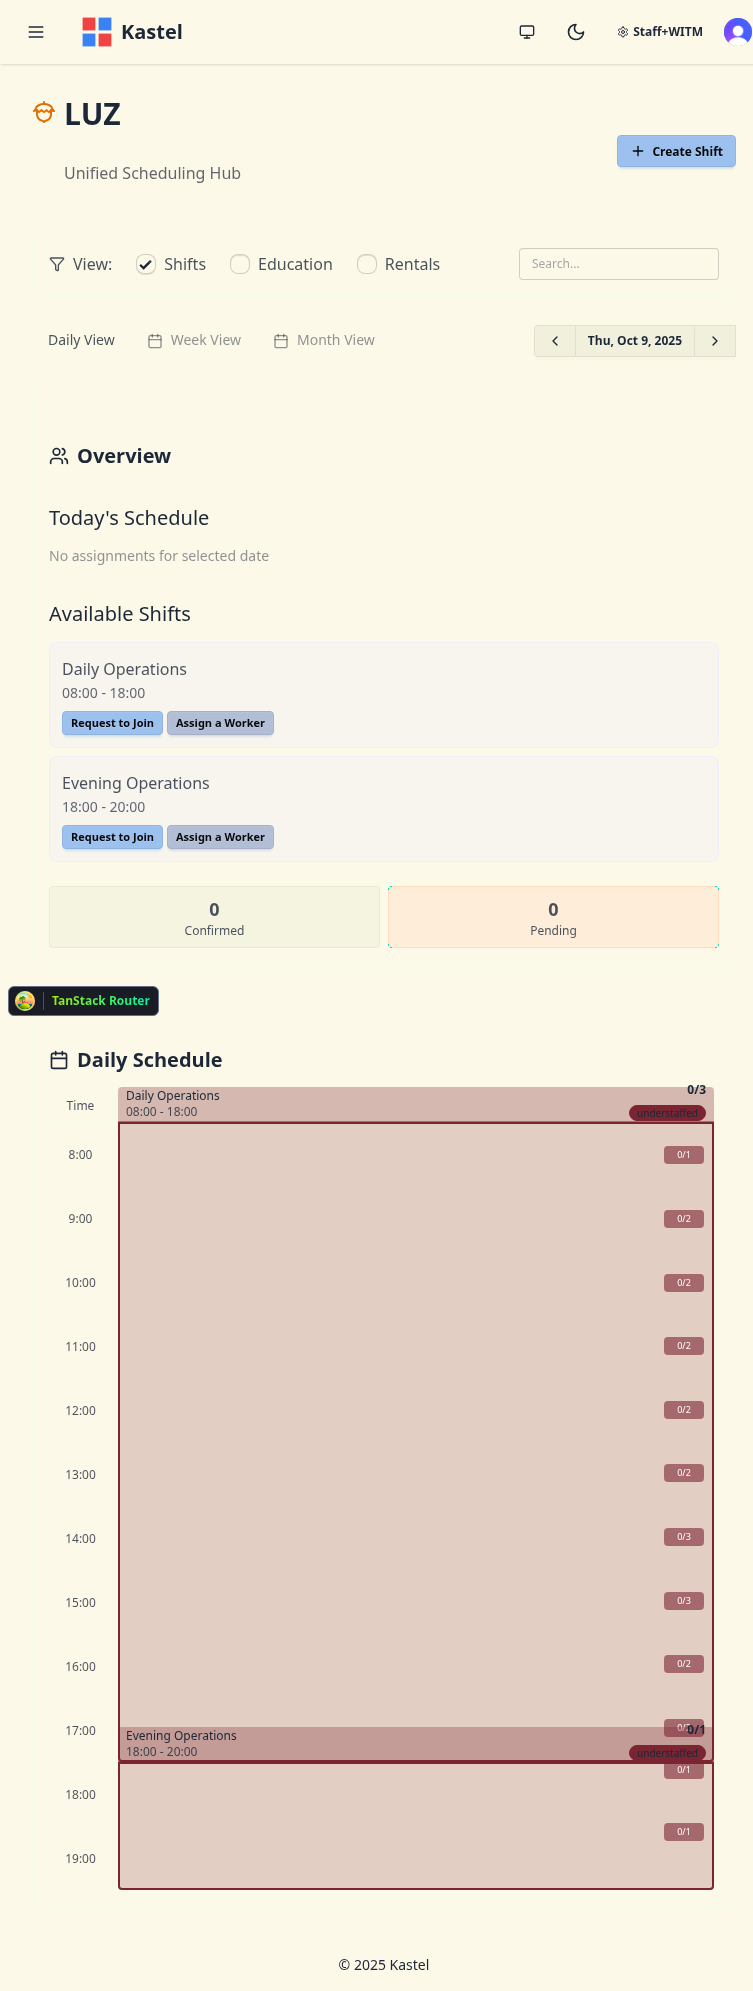 Kastel
Staff+WITM
LUZ
Create Shift
Unified Scheduling Hub
View:
Shifts
Education
Rentals
Search...
Daily View
Week View
Month View
Thu, Oct 9, 2025
Overview
Today's Schedule
No assignments for selected date
Available Shifts
Daily Operations
08:00 - 18:00
Request to Join
Assign a Worker
Evening Operations
18:00 - 20:00
Request to Join
Assign a Worker
0
Confirmed
0
Pending
TanStack Router
Daily Schedule
Time
Daily Operations
08:00 - 18:00
0/3
understaffed
8:00
0/1
9:00
0/2
10:00
0/2
11:00
0/2
12:00
0/2
13:00
0/2
14:00
0/3
15:00
0/3
16:00
0/2
17:00
Evening Operations
18:00 - 20:00
0/1
understaffed
0/1
18:00
0/1
19:00
© 2025 Kastel